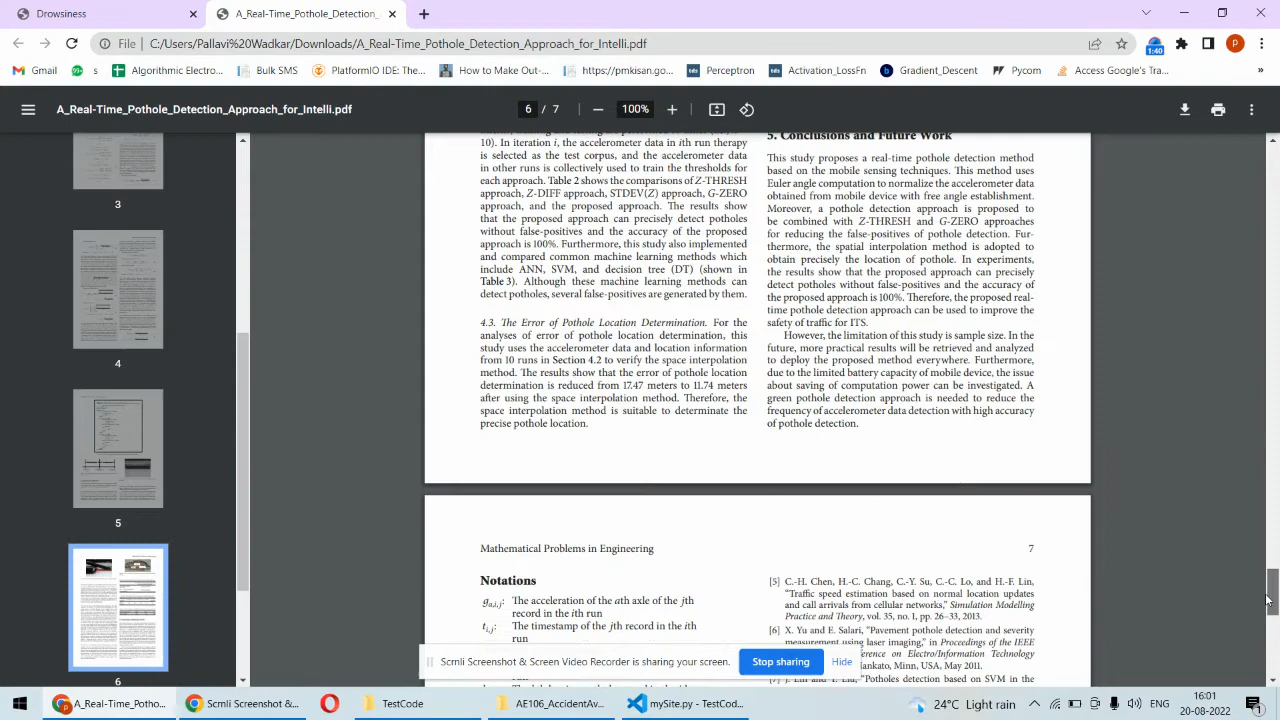 Drowsiness
A_Real-Time_Pothole_Detection_
File
C:/Users/Pallavi%20Wadkar/Downloads/A_Real-Time_Pothole_Detection_Approach_for_Intelli.pdf
1:40
p
Gmail
99+
s
Algorithmic Electro...
Bulk SMS
PlatformIO IDE: The...
How to Make Out-...
https://pmkisan.go...
tds
Perceptron
tds
Activation_LossFn
b
Gradient_Descent
Pycom
Access Google's Tra...
»
A_Real-Time_Pothole_Detection_Approach_for_Intelli.pdf
6 / 7
100%
3
4
5
6
10). In iteration i, the accelerometer data in ith run therapy
is selected as the test corpus, and the accelerometer data
in other runs is collectively used to train the thresholds for
each approach. Table 2 shows the comparisons of Z-THRESH
approach, Z-DIFF approach, STDEV(Z) approach, G-ZERO
approach, and the proposed approach. The results show
that the proposed approach can precisely detect potholes
without false-positives and the accuracy of the proposed
approach is 100%. Furthermore, this study also implemented
and compared common machine learning methods which
include ANN, SVM, and decision tree (DT) (shown in
Table 3). Although these machine learning methods can
detect potholes, several false-positives are generated by them.
4.3. The Error of Pothole Location Determination. For the
analyses of error of pothole location determination, this
study uses the accelerometer data and location information
from 10 runs in Section 4.2 to verify the space interpolation
method. The results show that the error of pothole location
determination is reduced from 17.47 meters to 11.74 meters
after using the space interpolation method. Therefore, the
space interpolation method is suitable to determinate the
precise pothole location.
5. Conclusions and Future Work
This study proposes a real-time pothole detection method
based on the mobile sensing techniques. This method uses
Euler angle computation to normalize the accelerometer data
obtained from mobile device with free angle establishment.
Moreover, a pothole detection approach is proposed to
be combined with Z-THRESH and G-ZERO approaches
for reducing the false-positives of pothole detection. Fur-
thermore, the spatial interpolation method is adopted to
obtain precisely the location of pothole. In experiments,
the results show that the proposed approach can precisely
detect potholes without false-positives and the accuracy of
the proposed approach is 100%. Therefore, the proposed real-
time pothole detection approach can be used to improve the
safety of traffic for ITS.
However, the limitation of this study is sample size. In the
future, more practical results will be retrieved and analyzed
to deploy the proposed method everywhere. Furthermore,
due to the limited battery capacity of mobile device, the issue
about saving of computation power can be investigated. A
green pothole detection approach is needed to reduce the
frequency of accelerometer data detection with high accuracy
of pothole detection.
Mathematical Problems in Engineering
7
Notations
g a,i,j: The acceleration of the ath axle of the jth
record in the ith run
t i,j: The timestamp of the jth record in the ith
run
[5] C.-H. Chen, H.-C. Chang, C.-Y. Su, C.-C. Lo, and H.-F. Lin,
"Traffic speed estimation based on normal location updates
and call arrivals from cellular networks," Simulation Modelling
Practice and Theory, vol. 35, no. 1, pp. 26–33, 2013.
[6] X. Yu and E. Salari, "Pavement pothole detection and severity
measurement using laser imaging," in Proceedings of the IEEE
erence on Electro/Information Technology
ankato, Minn, USA, May 2011.
"Potholes detection based on SVM in the
Scrnli Screenshot & Screen Video Recorder is sharing your screen.
Stop sharing
Hide
A_Real-Time_Pothol...
Scrnli Screenshot &...
TestCode
AE106_AccidentAv...
mySite.py - TestCod...
24°C Light rain
ENG
16:01
20-08-2022
1